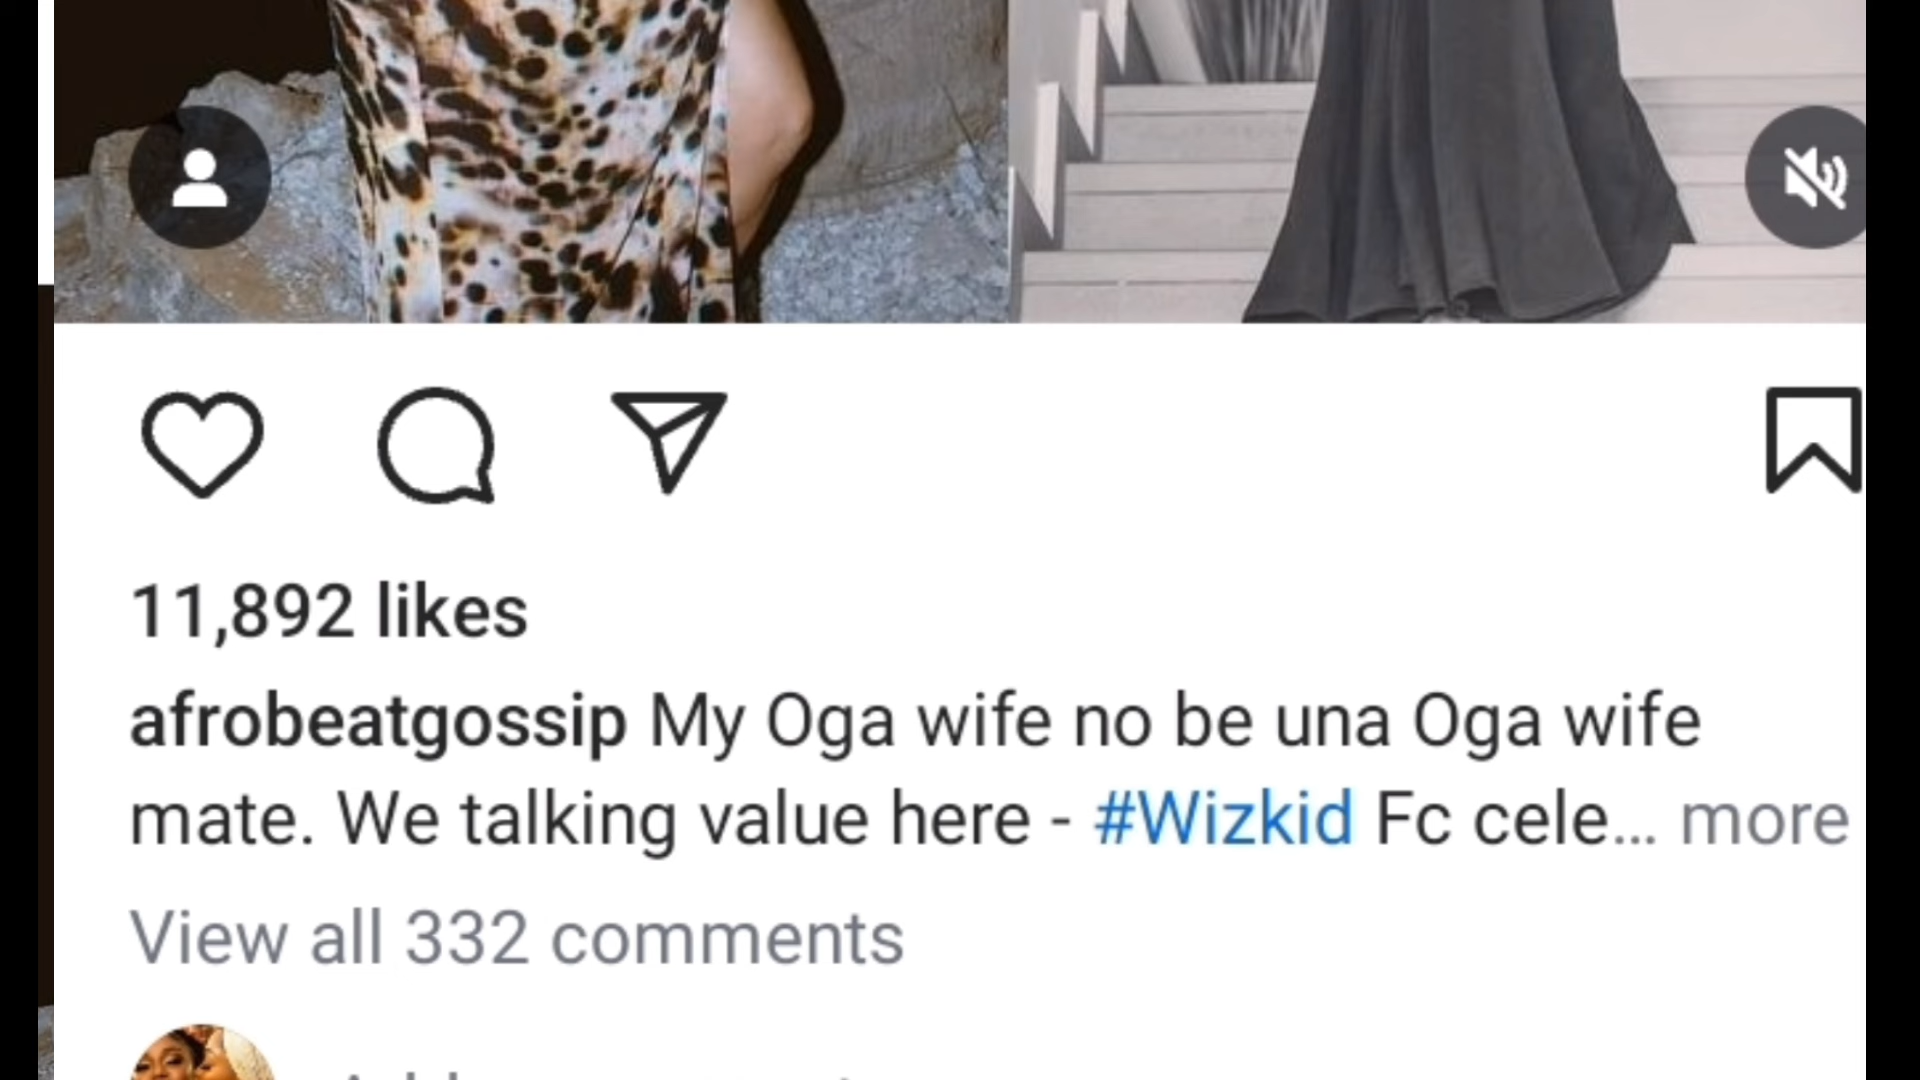 11,892 likes
afrobeatgossip My Oga wife no be una Oga wife
mate. We talking value here - #Wizkid Fc cele... more
View all 332 comments